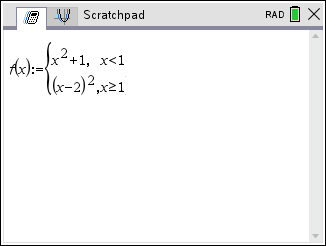 Scratchpad RAD
f(x):={x²+1, x<1
(x−2)²,x≥1